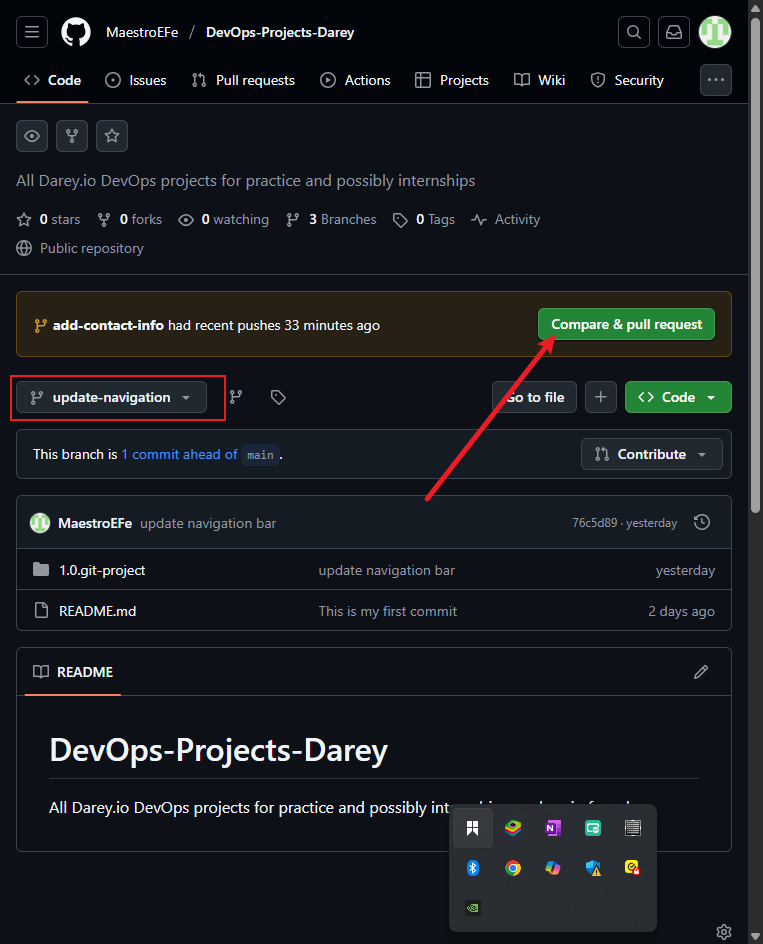 MaestroEFe / DevOps-Projects-Darey
Code Issues Pull requests Actions Projects Wiki Security
All Darey.io DevOps projects for practice and possibly internships
0 stars 0 forks 0 watching 3 Branches 0 Tags Activity
Public repository
add-contact-info had recent pushes 33 minutes ago Compare & pull request
update-navigation Go to file Code
This branch is 1 commit ahead of main . Contribute
MaestroEFe update navigation bar 76c5d89 · yesterday
1.0.git-project update navigation bar yesterday
README.md This is my first commit 2 days ago
README
DevOps-Projects-Darey
All Darey.io DevOps projects for practice and possibly